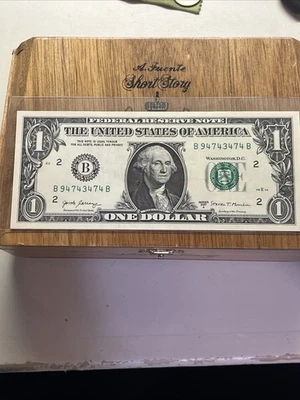 A. Fuente
Short Story
FEDERAL RESERVE NOTE
THE UNITED STATES OF AMERICA
THIS NOTE IS LEGAL TENDER
FOR ALL DEBTS, PUBLIC AND PRIVATE
B 94743474 B
WASHINGTON, D.C.
1
1
2
2
B
B 94743474 B
2
2
SERIES
1
ONE DOLLAR
1